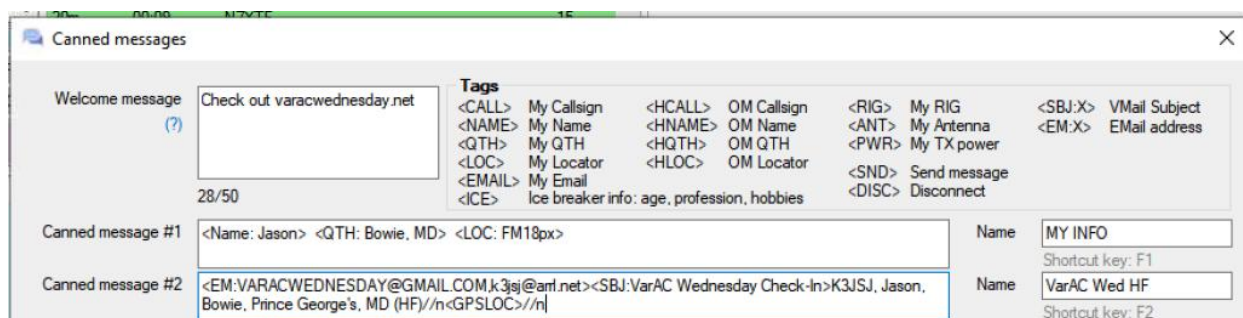 20m 00:09 N7XTF 15
Canned messages
Welcome message
(?)
Check out varacwednesday.net
28/50
Tags
<CALL> My Callsign <HCALL> OM Callsign <RIG> My RIG <SBJ:X> VMail Subject
<NAME> My Name <HNAME> OM Name <ANT> My Antenna <EM:X> EMail address
<QTH> My QTH <HQTH> OM QTH <PWR> My TX power
<LOC> My Locator <HLOC> OM Locator
<SND> Send message
<EMAIL> My Email
<DISC> Disconnect
<ICE> Ice breaker info: age, profession, hobbies
Canned message #1 <Name: Jason> <QTH: Bowie, MD> <LOC: FM18px> Name MY INFO
Shortcut key: F1
Canned message #2 <EM:VARACWEDNESDAY@GMAIL.COM,k3jsj@arrl.net><SBJ:VarAC Wednesday Check-In>K3JSJ, Jason, Name VarAC Wed HF
Bowie, Prince George's, MD (HF)//n<GPSLOC>//n
Shortcut key: F2